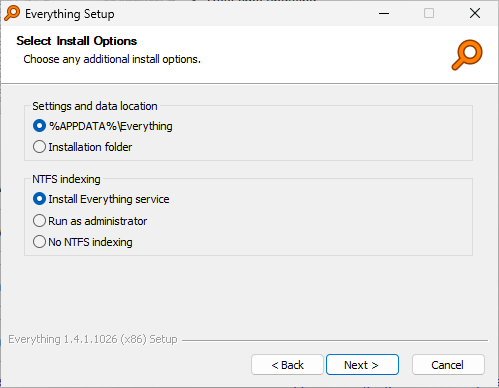 Everything Setup
Select Install Options
Choose any additional install options.
Settings and data location
%APPDATA%\Everything
Installation folder
NTFS indexing
Install Everything service
Run as administrator
No NTFS indexing
Everything 1.4.1.1026 (x86) Setup
< Back
Next >
Cancel